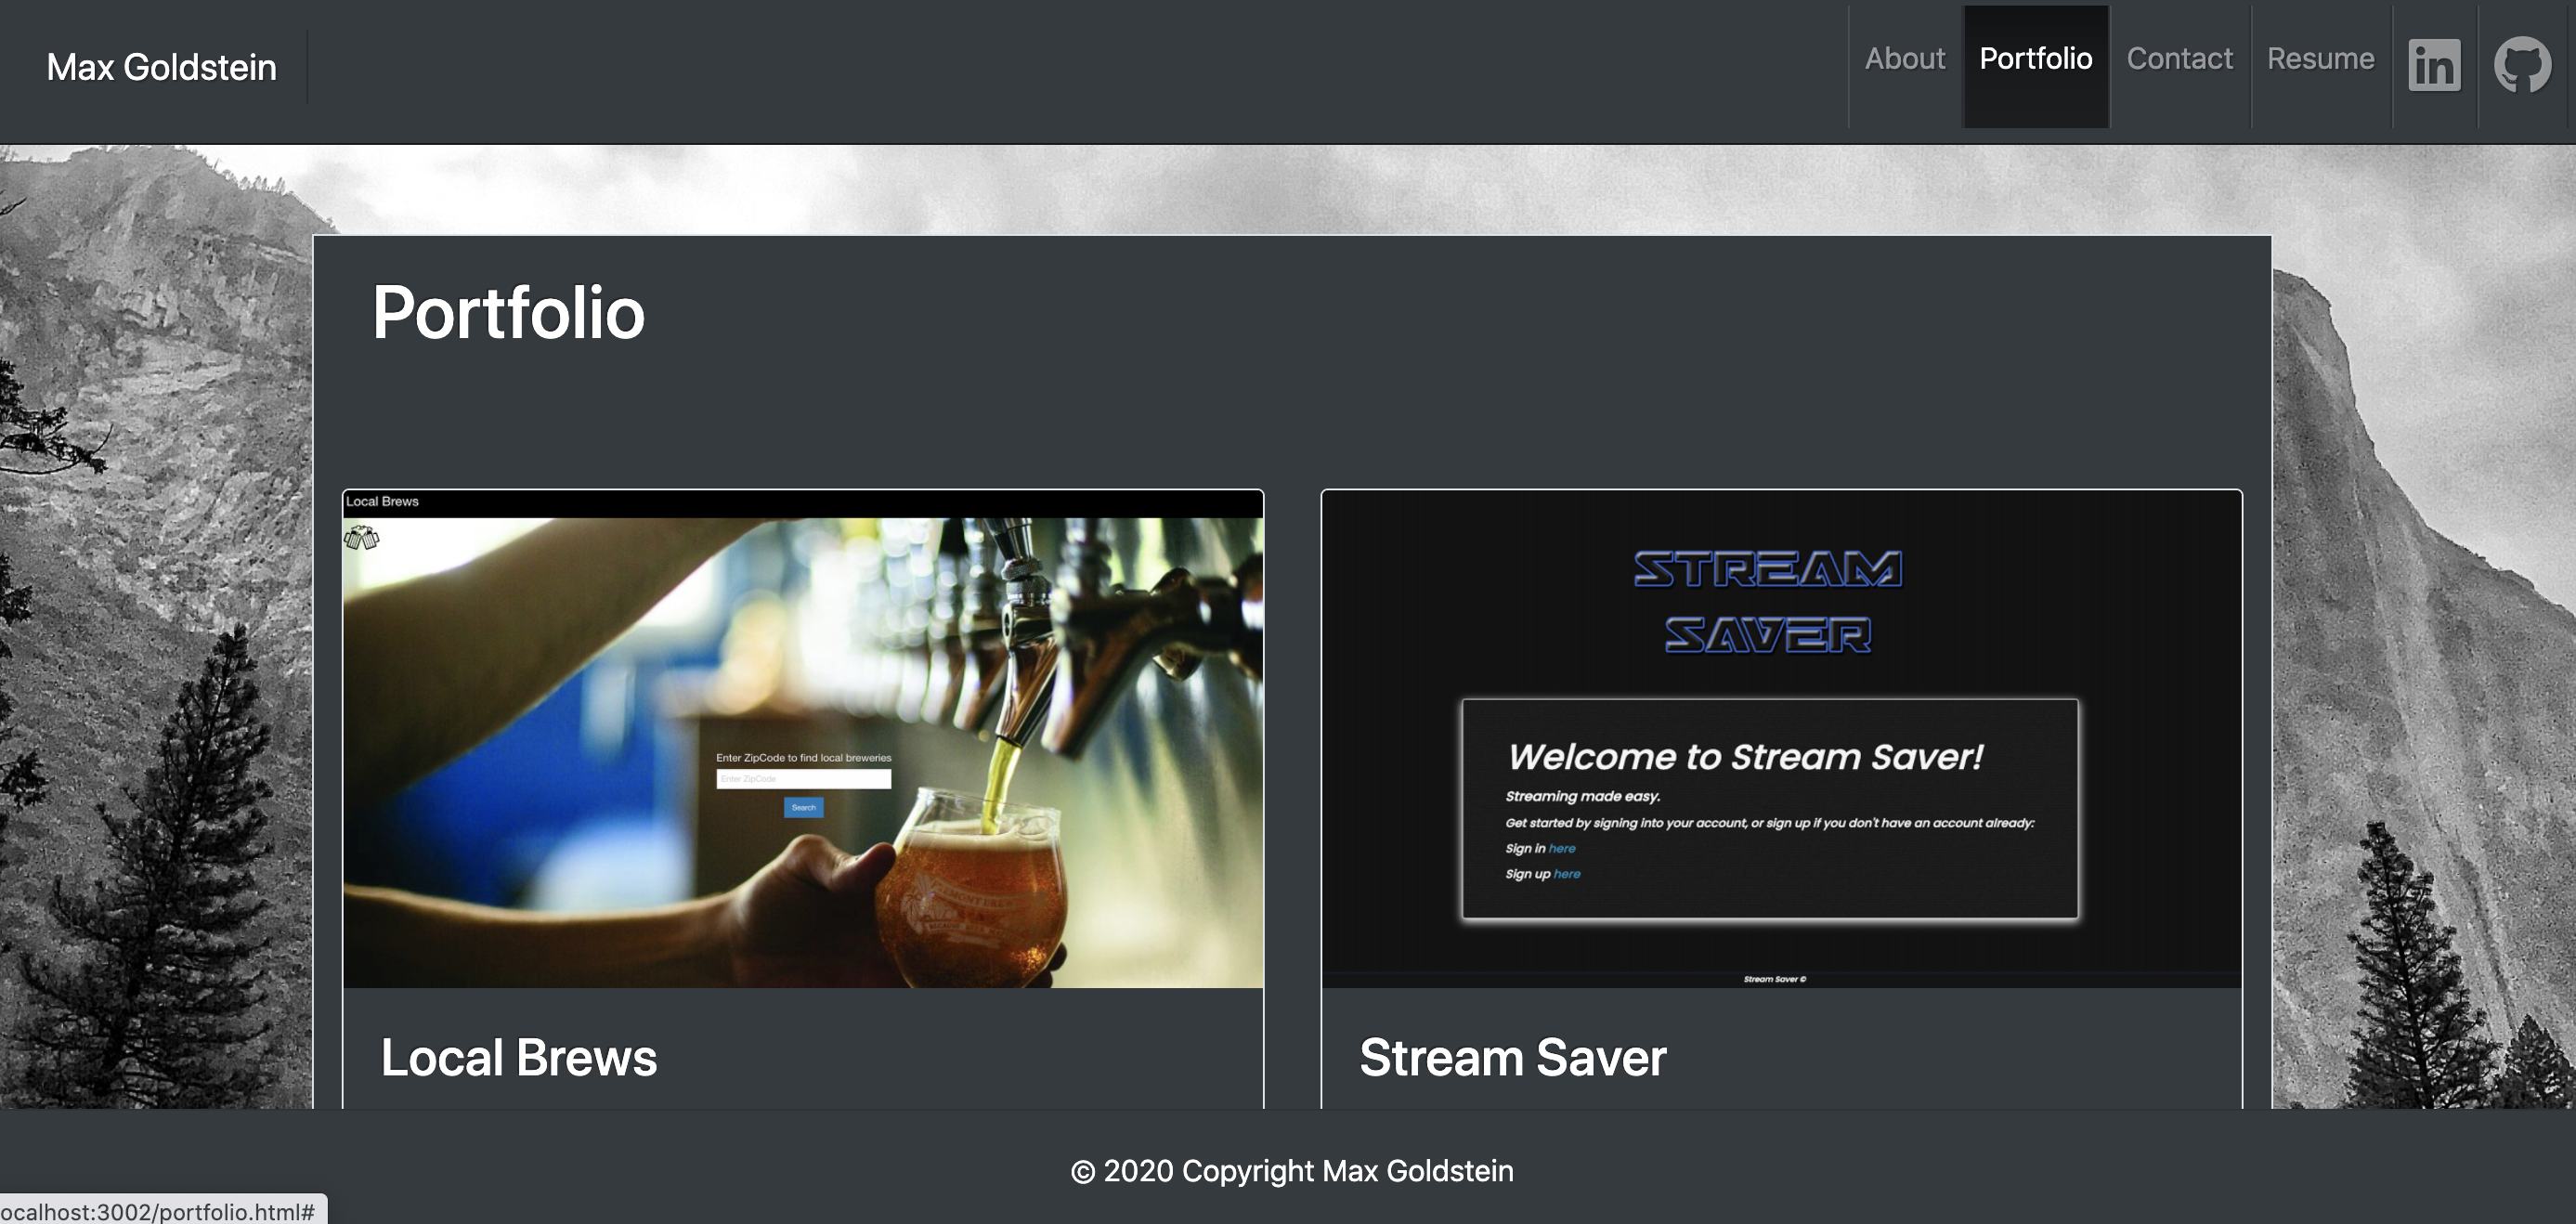 Max Goldstein
About Portfolio Contact Resume in
Portfolio
Local Brews
Enter ZipCode to find local breweries
Enter ZipCode
Search
STREAM
SAVER
Welcome to Stream Saver!
Streaming made easy.
Get started by signing into your account, or sign up if you don't have an account already:
Sign in here
Sign up here
Stream Saver ©
Local Brews
Stream Saver
© 2020 Copyright Max Goldstein
ocalhost:3002/portfolio.html#